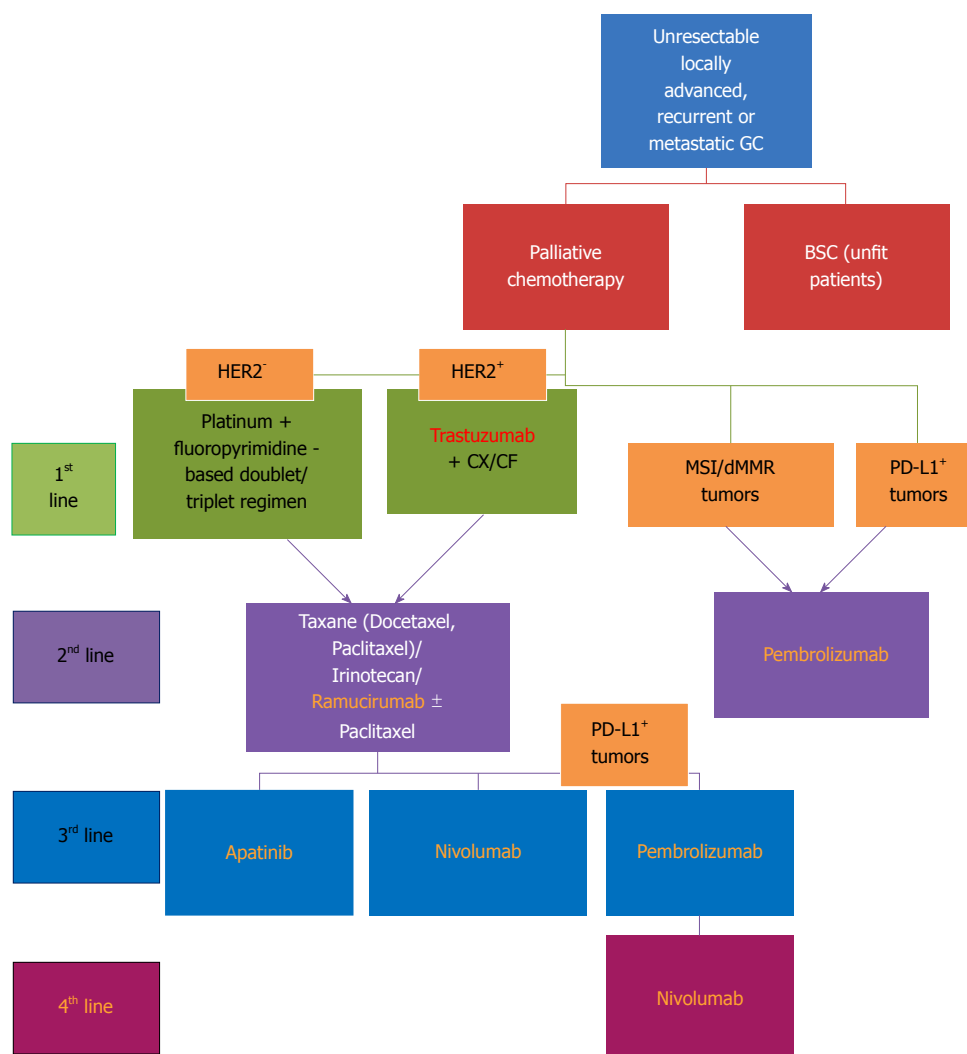 Unresectable
locally
advanced,
recurrent or
metastatic GC
Palliative
chemotherapy
BSC (unfit
patients)
HER2⁻
HER2⁺
1ˢᵗ
line
Platinum +
fluoropyrimidine -
based doublet/
triplet regimen
Trastuzumab
+ CX/CF
MSI/dMMR
tumors
PD-L1⁺
tumors
2ⁿᵈ line
Taxane (Docetaxel,
Paclitaxel)/
Irinotecan/
Ramucirumab ±
Paclitaxel
Pembrolizumab
PD-L1⁺
tumors
3ʳᵈ line
Apatinib
Nivolumab
Pembrolizumab
4ᵗʰ line
Nivolumab